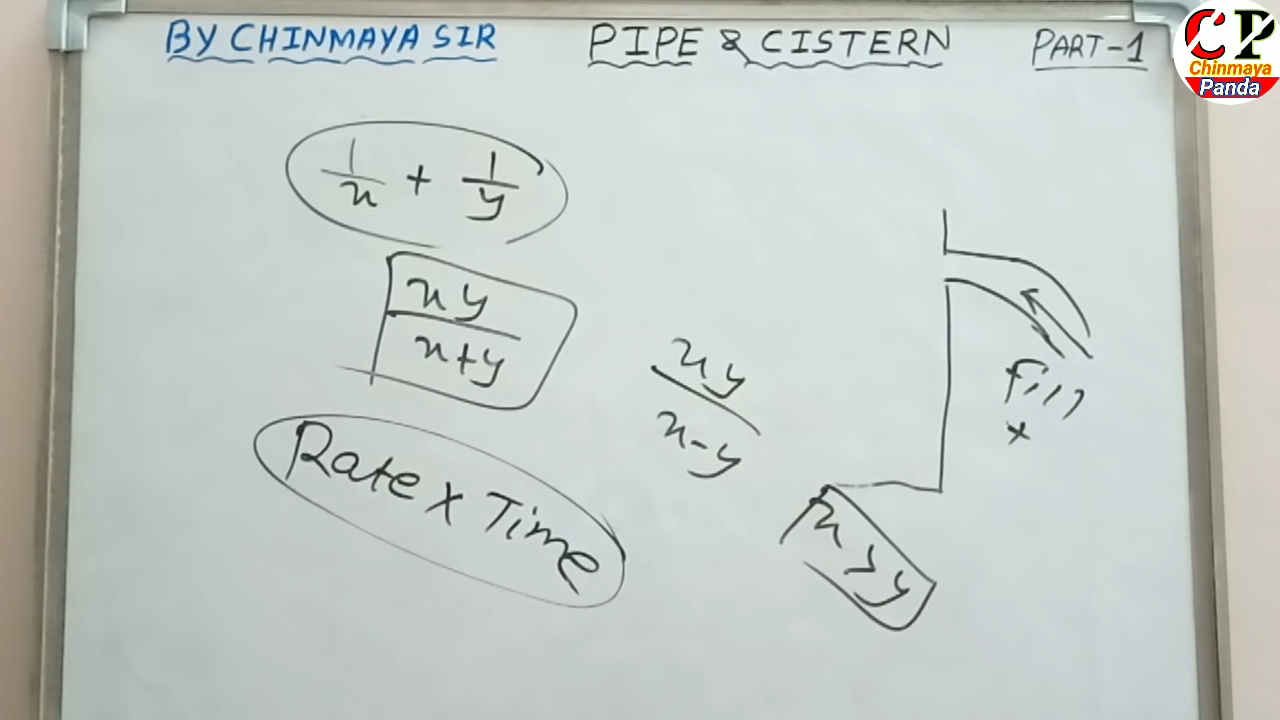 BY CHINMAYA SIR PIPE & CISTERN PART-1
CP
Chinmaya
Panda
1/x + 1/y
xy/x+y
xy/x-y
fill
x
Rate x Time
x > y